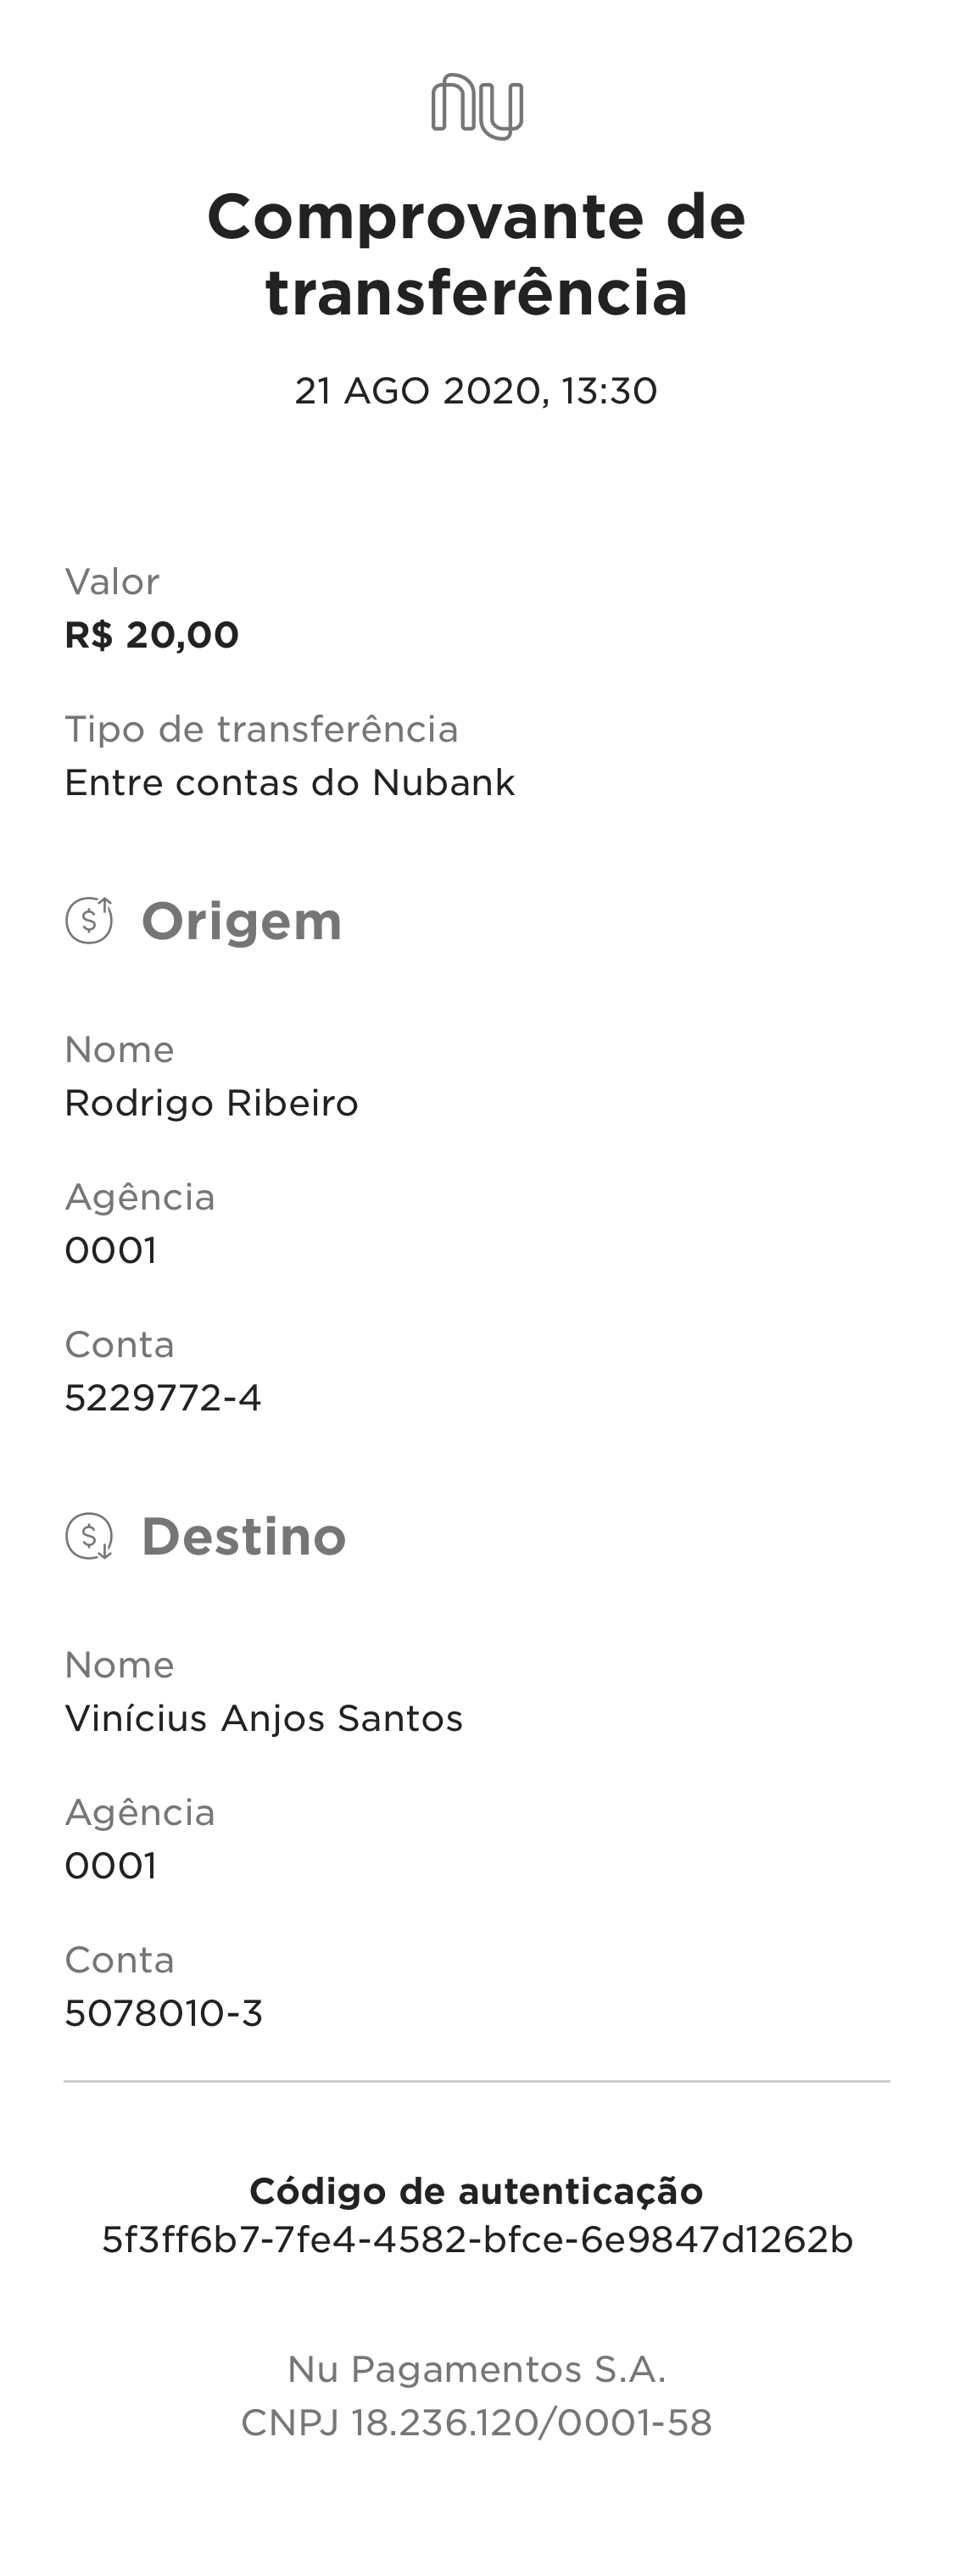 nu
Comprovante de
transferência
21 AGO 2020, 13:30
Valor
R$ 20,00
Tipo de transferência
Entre contas do Nubank
Origem
Nome
Rodrigo Ribeiro
Agência
0001
Conta
5229772-4
Destino
Nome
Vinícius Anjos Santos
Agência
0001
Conta
5078010-3
Código de autenticação
5f3ff6b7-7fe4-4582-bfce-6e9847d1262b
Nu Pagamentos S.A.
CNPJ 18.236.120/0001-58